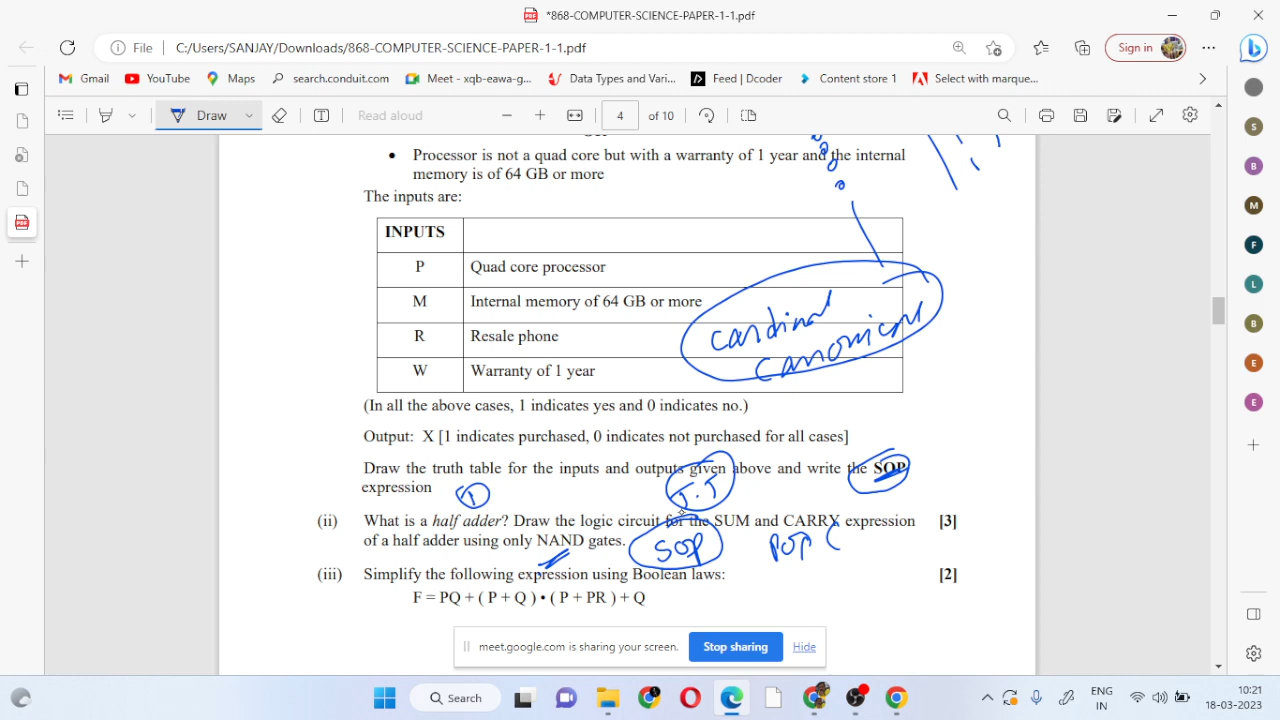 *868-COMPUTER-SCIENCE-PAPER-1-1.pdf
File | C:/Users/SANJAY/Downloads/868-COMPUTER-SCIENCE-PAPER-1-1.pdf
Sign in
Gmail YouTube Maps search.conduit.com Meet - xqb-eawa-g... Data Types and Vari... Feed | Dcoder Content store 1 Select with marque...
Draw Read aloud 4 of 10
• Processor is not a quad core but with a warranty of 1 year and the internal
memory is of 64 GB or more
The inputs are:
INPUTS
P Quad core processor
M Internal memory of 64 GB or more
R Resale phone
W Warranty of 1 year
cardinal
canonical
(In all the above cases, 1 indicates yes and 0 indicates no.)
Output: X [1 indicates purchased, 0 indicates not purchased for all cases]
Draw the truth table for the inputs and outputs given above and write the SOP
expression
1 T.T
(ii) What is a half adder? Draw the logic circuit for the SUM and CARRY expression [3]
of a half adder using only NAND gates.
SOP POP (
(iii) Simplify the following expression using Boolean laws: [2]
F = PQ + ( P + Q ) • ( P + PR ) + Q
meet.google.com is sharing your screen. Stop sharing Hide
Search
ENG
IN
10:21
18-03-2023
S
B
M
F
L
B
E
E